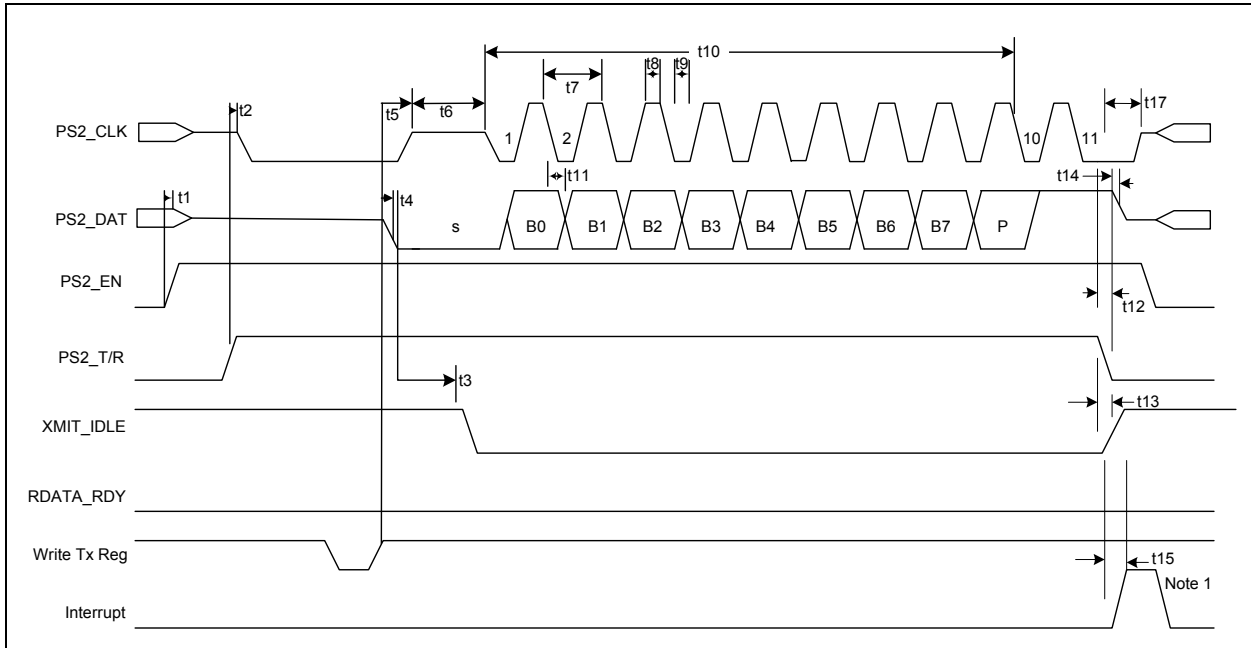 t10
t8 t9
t2 t5 t6 t7 t17
PS2_CLK 1 2 10 11
t11 t14
t1 t4
PS2_DAT s B0 B1 B2 B3 B4 B5 B6 B7 P
PS2_EN
t12
PS2_T/R
t3
t13
XMIT_IDLE
RDATA_RDY
Write Tx Reg
t15
Note 1
Interrupt